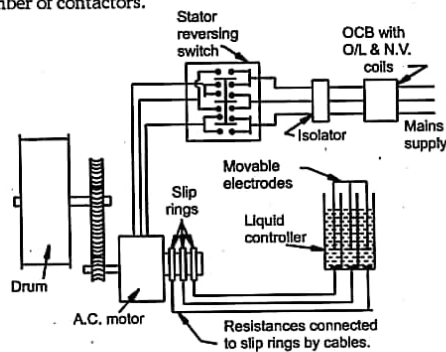 mber of contactors.
Stator
reversing
switch
OCB with
O/L & N.V.
coils
Isolator
Mains
supply
Movable
electrodes
Slip
rings
Liquid
controller
Drum
A.C. motor
Resistances connected
to slip rings by cables.